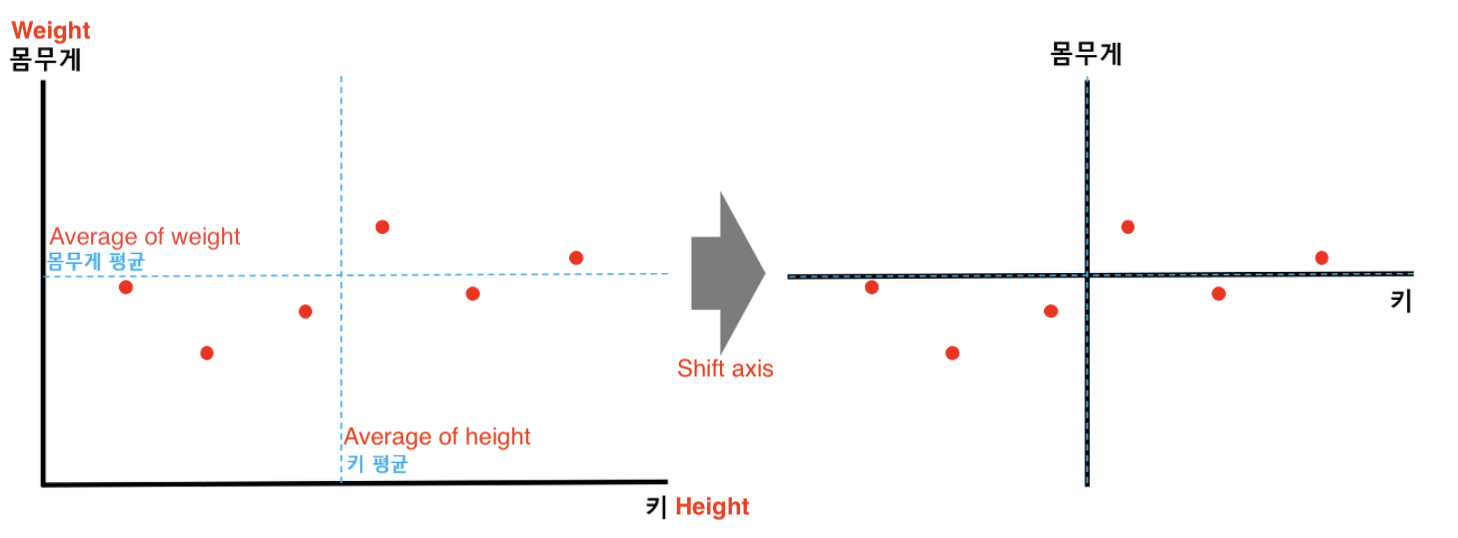 Weight
몸무게
Average of weight
몸무게 평균
Average of height
키 평균
키 Height
Shift axis
몸무게
키